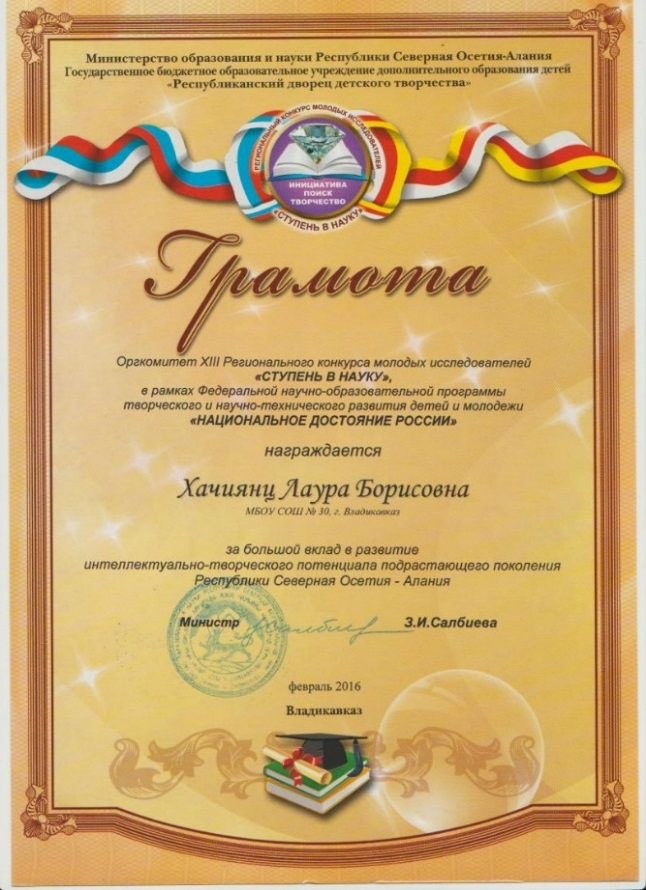 Министерство образования и науки Республики Северная Осетия-Алания
Государственное бюджетное образовательное учреждение дополнительного образования детей
«Республиканский дворец детского творчества»
РЕГИОНАЛЬНЫЙ КОНКУРС МОЛОДЫХ ИССЛЕДОВАТЕЛЕЙ
ИНИЦИАТИВА
ПОИСК
ТВОРЧЕСТВО
«СТУПЕНЬ В НАУКУ»
Грамота
Оргкомитет XIII Регионального конкурса молодых исследователей
«СТУПЕНЬ В НАУКУ»,
в рамках Федеральной научно-образовательной программы
творческого и научно-технического развития детей и молодежи
«НАЦИОНАЛЬНОЕ ДОСТОЯНИЕ РОССИИ»
награждается
Хачиянц Лаура Борисовна
МБОУ СОШ № 30, г. Владикавказ
за большой вклад в развитие
интеллектуально-творческого потенциала подрастающего поколения
Республики Северная Осетия - Алания
Министр З.И.Салбиева
февраль 2016
Владикавказ